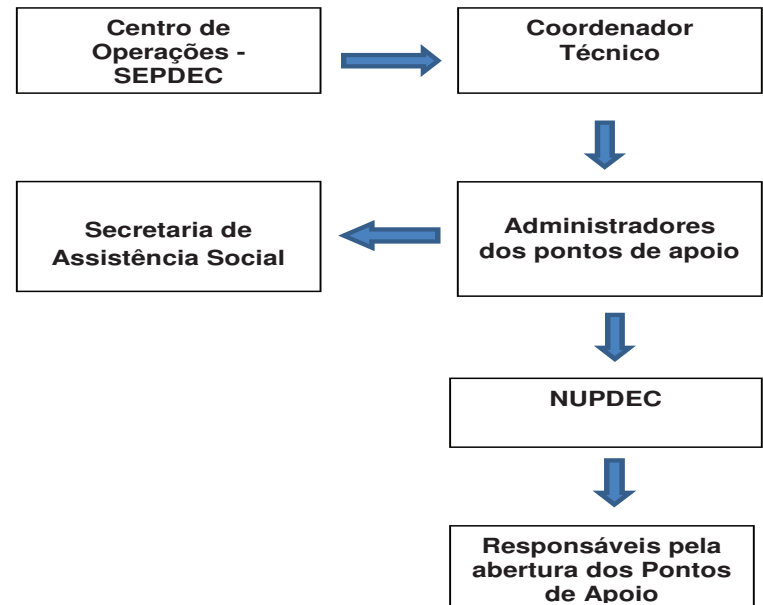 Centro de
Operações -
SEPDEC
Coordenador
Técnico
Secretaria de
Assistência Social
Administradores
dos pontos de apoio
NUPDEC
Responsáveis pela
abertura dos Pontos
de Apoio